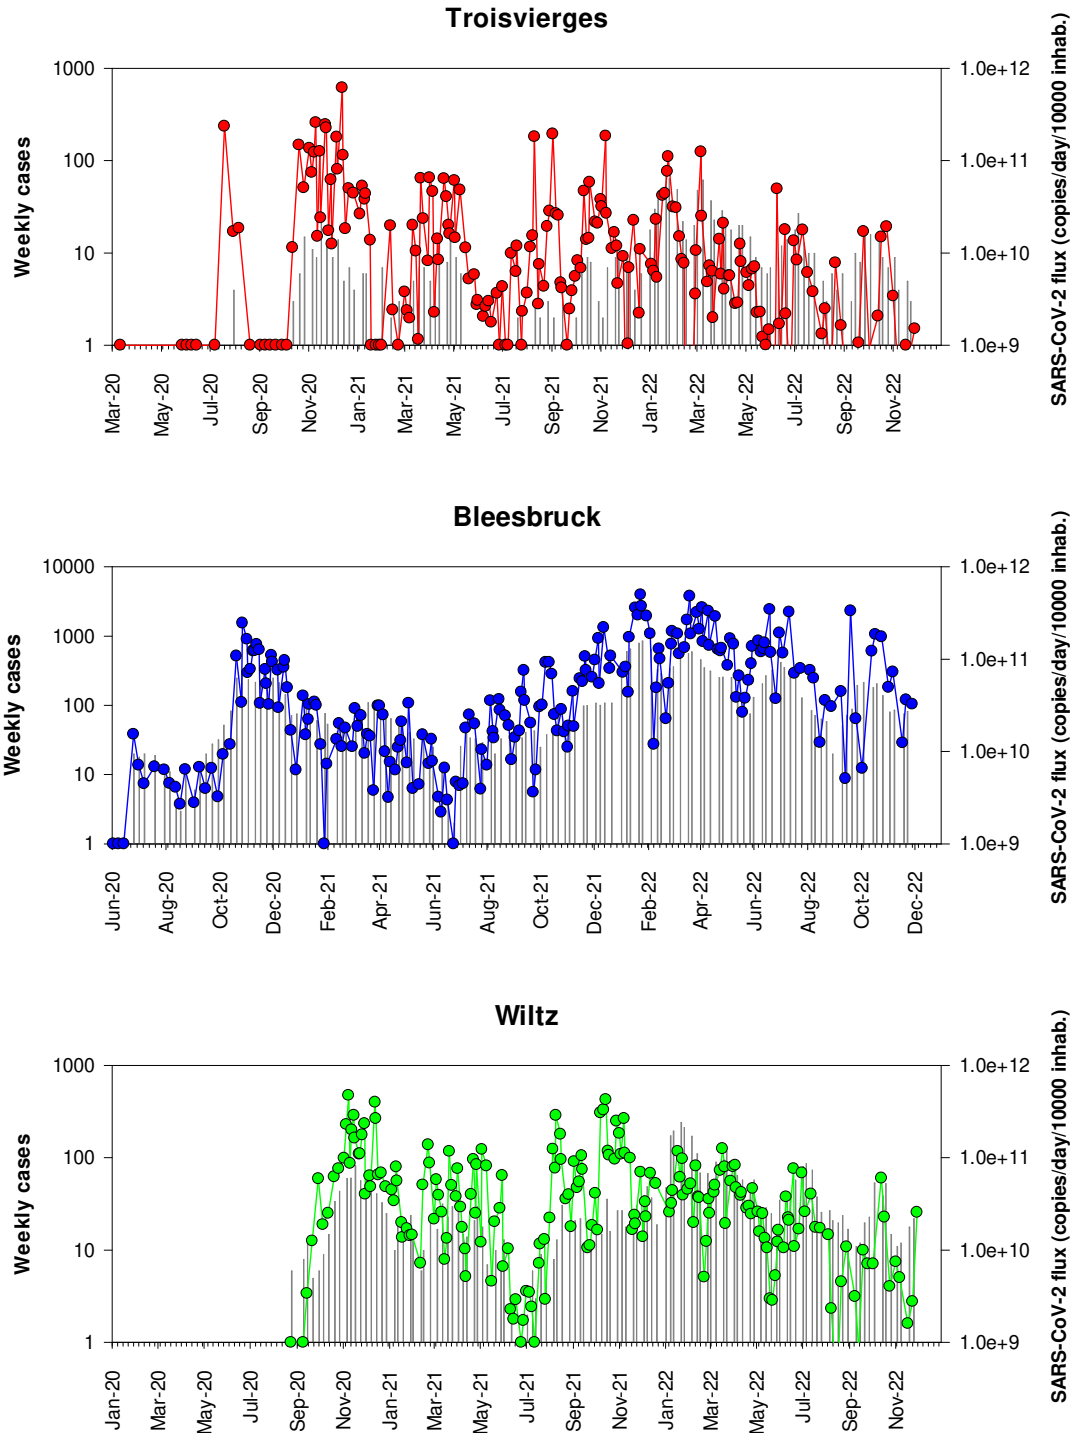 Troisvierges
Weekly cases
SARS-CoV-2 flux (copies/day/10000 inhab.)
1000
100
10
1
1.0e+12
1.0e+11
1.0e+10
1.0e+9
Mar-20
May-20
Jul-20
Sep-20
Nov-20
Jan-21
Mar-21
May-21
Jul-21
Sep-21
Nov-21
Jan-22
Mar-22
May-22
Jul-22
Sep-22
Nov-22
Bleesbruck
Weekly cases
SARS-CoV-2 flux (copies/day/10000 inhab.)
10000
1000
100
10
1
1.0e+12
1.0e+11
1.0e+10
1.0e+9
Jun-20
Aug-20
Oct-20
Dec-20
Feb-21
Apr-21
Jun-21
Aug-21
Oct-21
Dec-21
Feb-22
Apr-22
Jun-22
Aug-22
Oct-22
Dec-22
Wiltz
Weekly cases
SARS-CoV-2 flux (copies/day/10000 inhab.)
1000
100
10
1
1.0e+12
1.0e+11
1.0e+10
1.0e+9
Jan-20
Mar-20
May-20
Jul-20
Sep-20
Nov-20
Jan-21
Mar-21
May-21
Jul-21
Sep-21
Nov-21
Jan-22
Mar-22
May-22
Jul-22
Sep-22
Nov-22